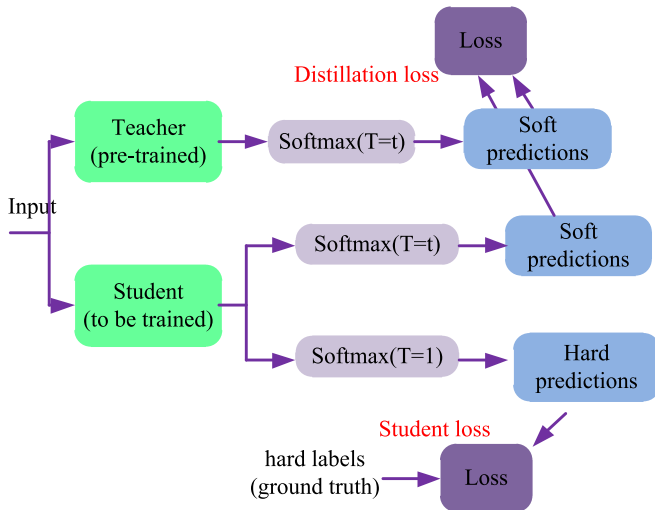 Loss
Distillation loss
Teacher
(pre-trained)
Softmax(T=t)
Soft
predictions
Input
Softmax(T=t)
Soft
predictions
Student
(to be trained)
Softmax(T=1)
Hard
predictions
Student loss
hard labels
(ground truth)
Loss